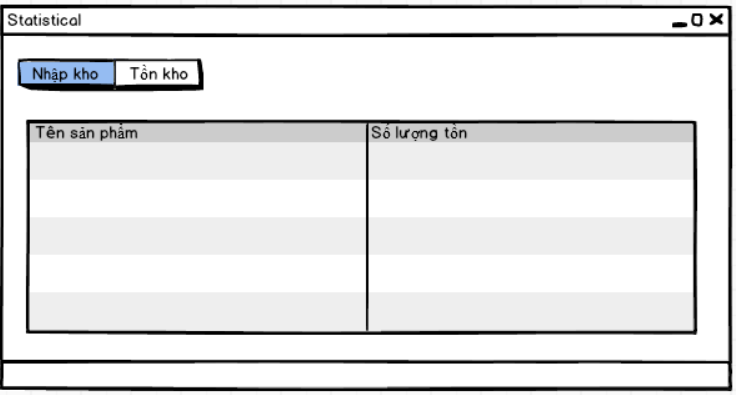 Statistical
Nhập kho Tồn kho
Tên sản phẩm Số lượng tồn